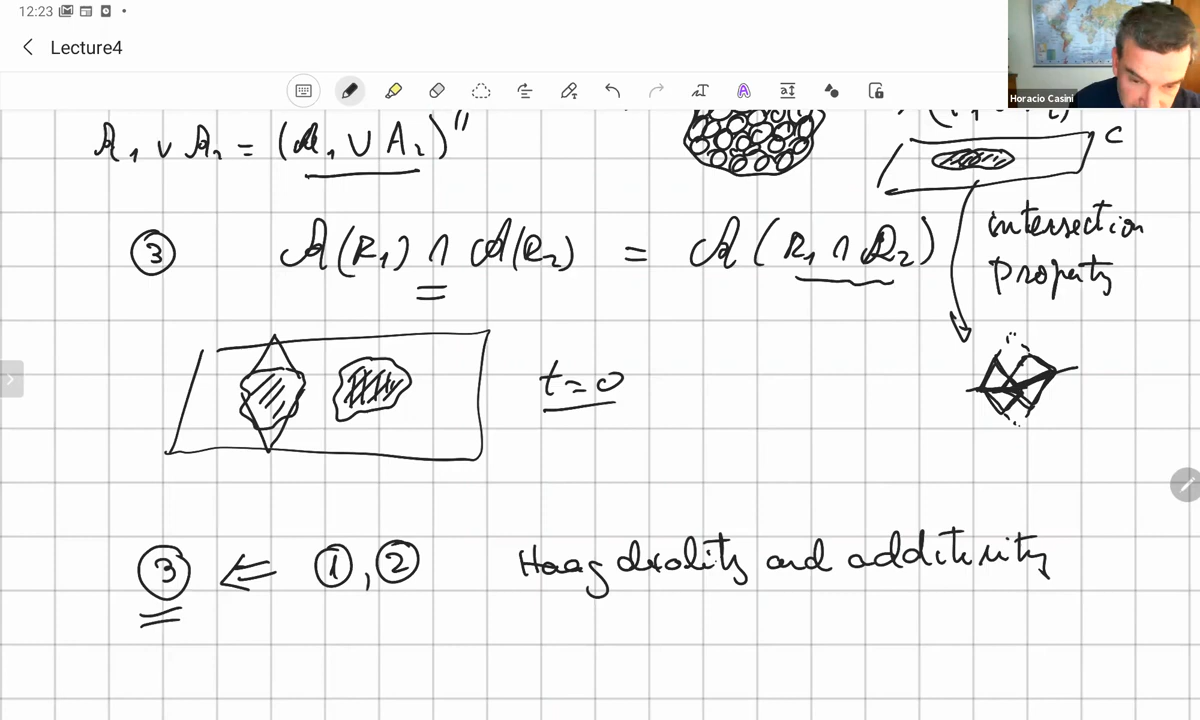 12:23
Lecture4
Horacio Casini
A₁ ∨ A₂ = (A₁ ∪ A₂)″
C
③ A(R₁) ∩ A(R₂) = A(R₁ ∩ R₂)
intersection
property
t=0
③ ⇐ ①, ② Haag duality and additivity